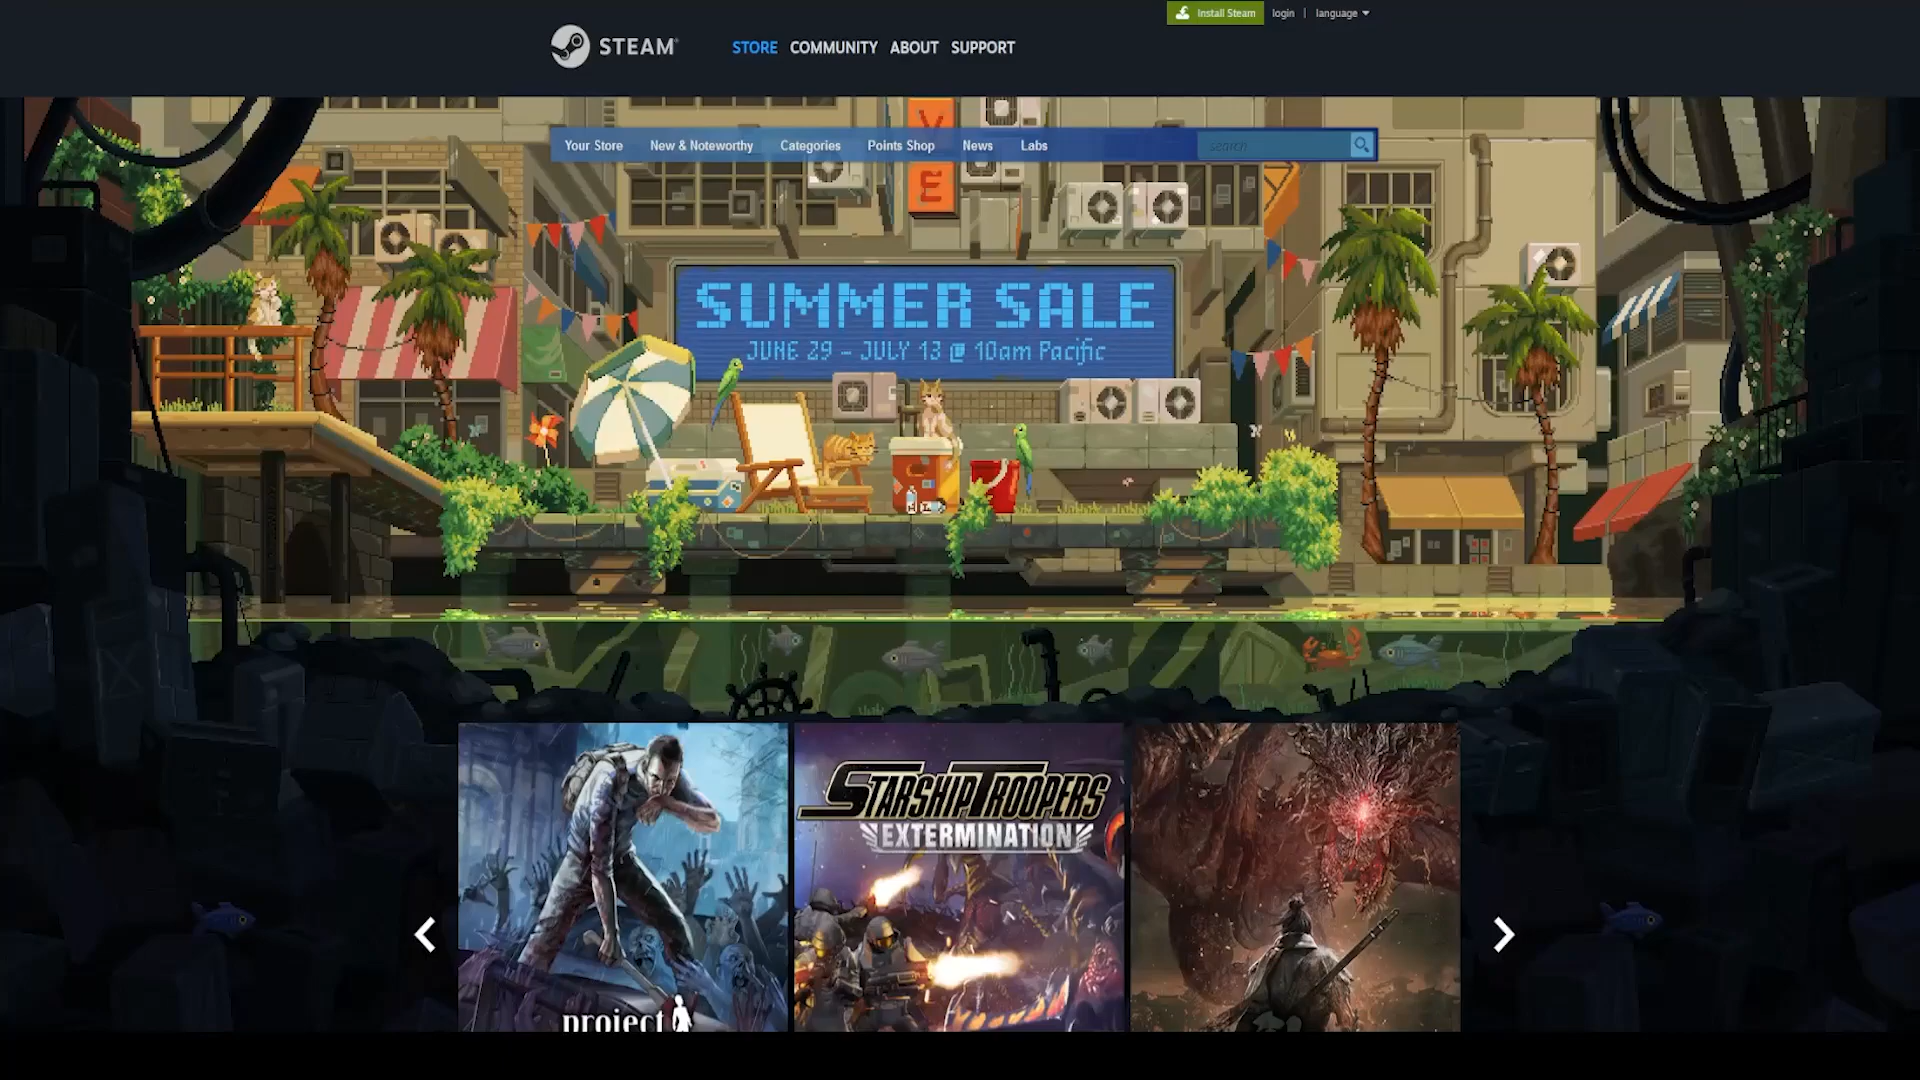 Install Steam login | language
STEAM
STORE COMMUNITY ABOUT SUPPORT
Your Store New & Noteworthy Categories Points Shop News Labs search
V
E
SUMMER SALE
JUNE 29 - JULY 13 @ 10am Pacific
STARSHIP TROOPERS
EXTERMINATION
project